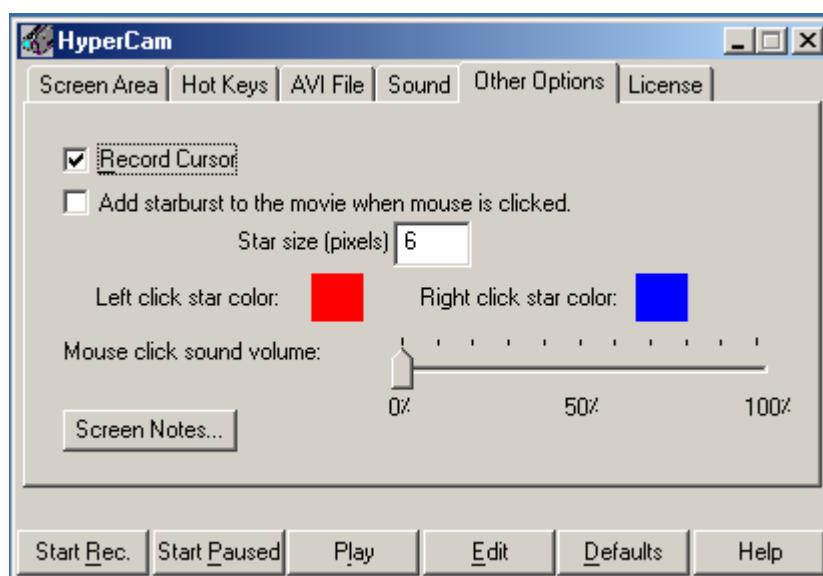 HyperCam
Screen Area Hot Keys AVI File Sound Other Options License
Record Cursor
Add starburst to the movie when mouse is clicked.
Star size (pixels) 6
Left click star color: Right click star color:
Mouse click sound volume:
0% 50% 100%
Screen Notes...
Start Rec. Start Paused Play Edit Defaults Help